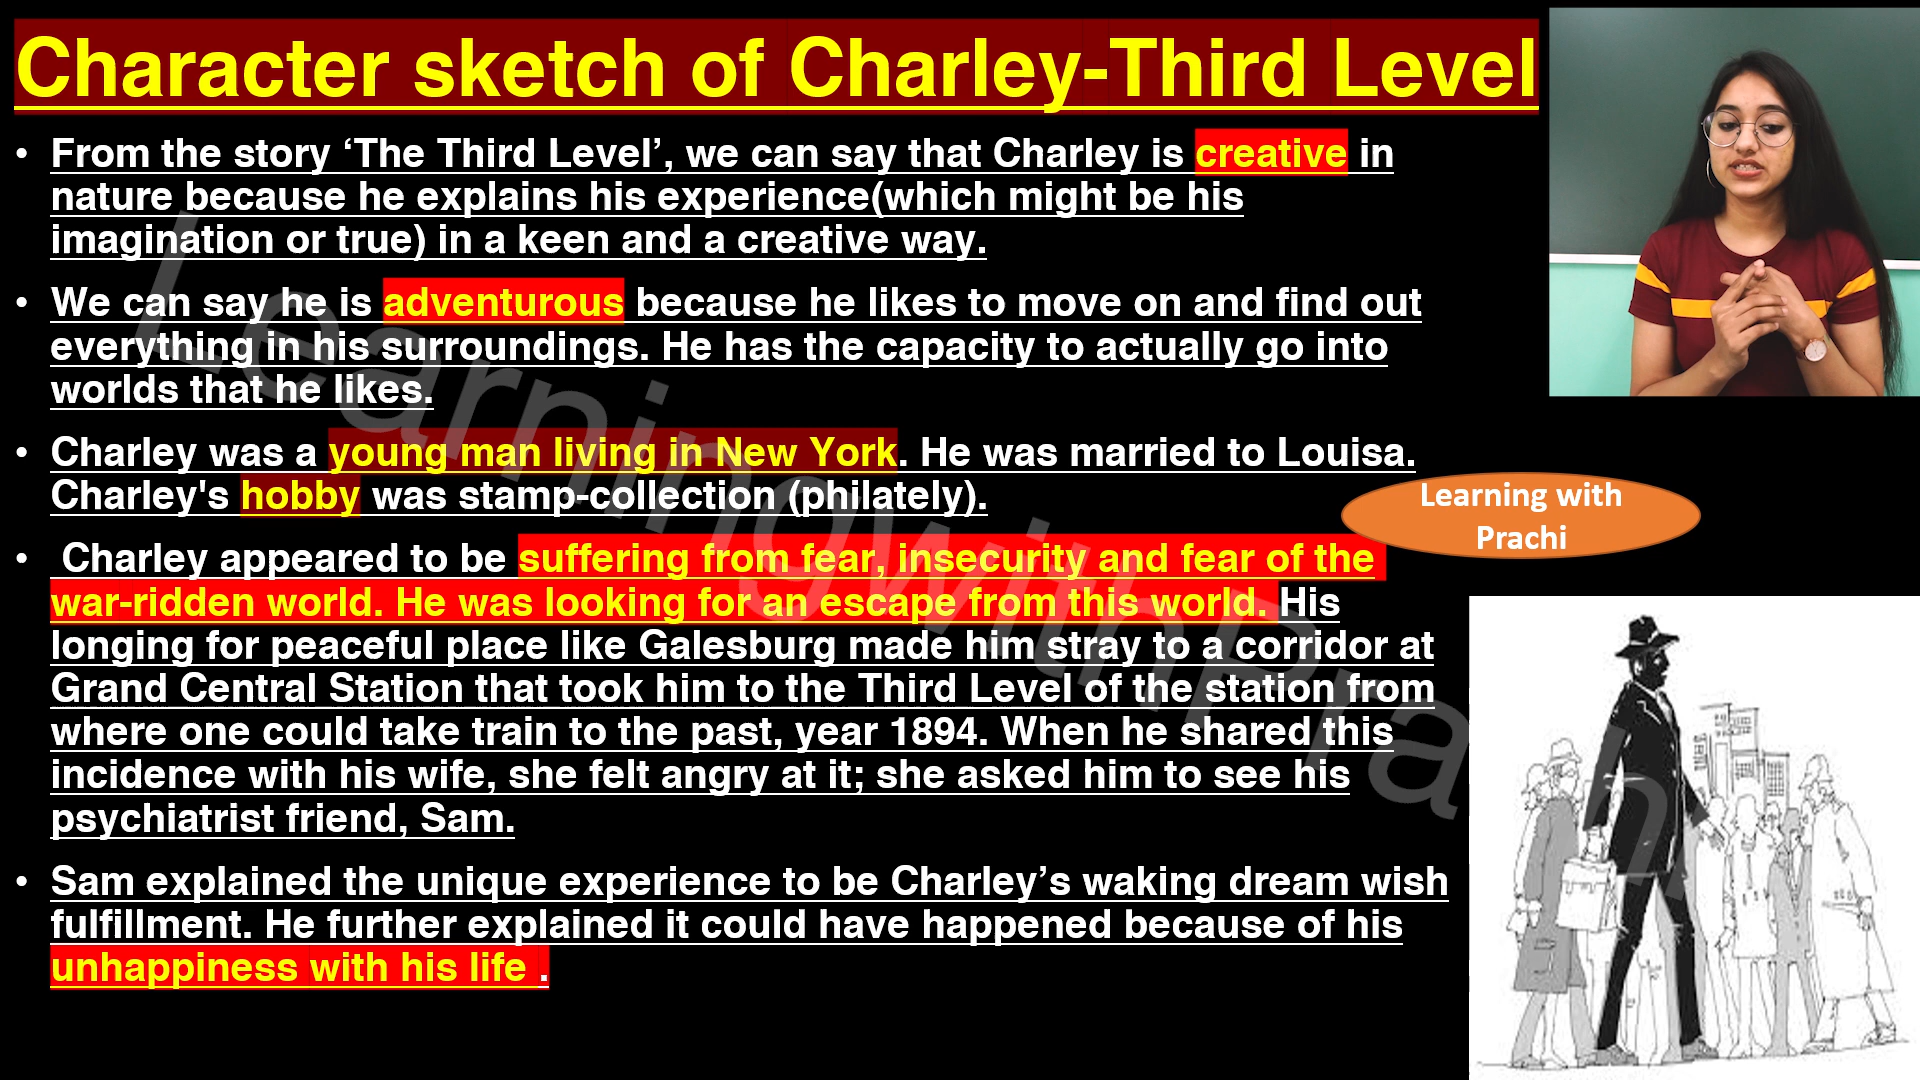 Character sketch of Charley-Third Level
• From the story ‘The Third Level’, we can say that Charley is creative in
nature because he explains his experience(which might be his
imagination or true) in a keen and a creative way.
• We can say he is adventurous because he likes to move on and find out
everything in his surroundings. He has the capacity to actually go into
worlds that he likes.
• Charley was a young man living in New York. He was married to Louisa.
Charley's hobby was stamp-collection (philately).
• Charley appeared to be suffering from fear, insecurity and fear of the
war-ridden world. He was looking for an escape from this world. His
longing for peaceful place like Galesburg made him stray to a corridor at
Grand Central Station that took him to the Third Level of the station from
where one could take train to the past, year 1894. When he shared this
incidence with his wife, she felt angry at it; she asked him to see his
psychiatrist friend, Sam.
• Sam explained the unique experience to be Charley’s waking dream wish
fulfillment. He further explained it could have happened because of his
unhappiness with his life .
Learning with
Prachi
LearningwithPrachi